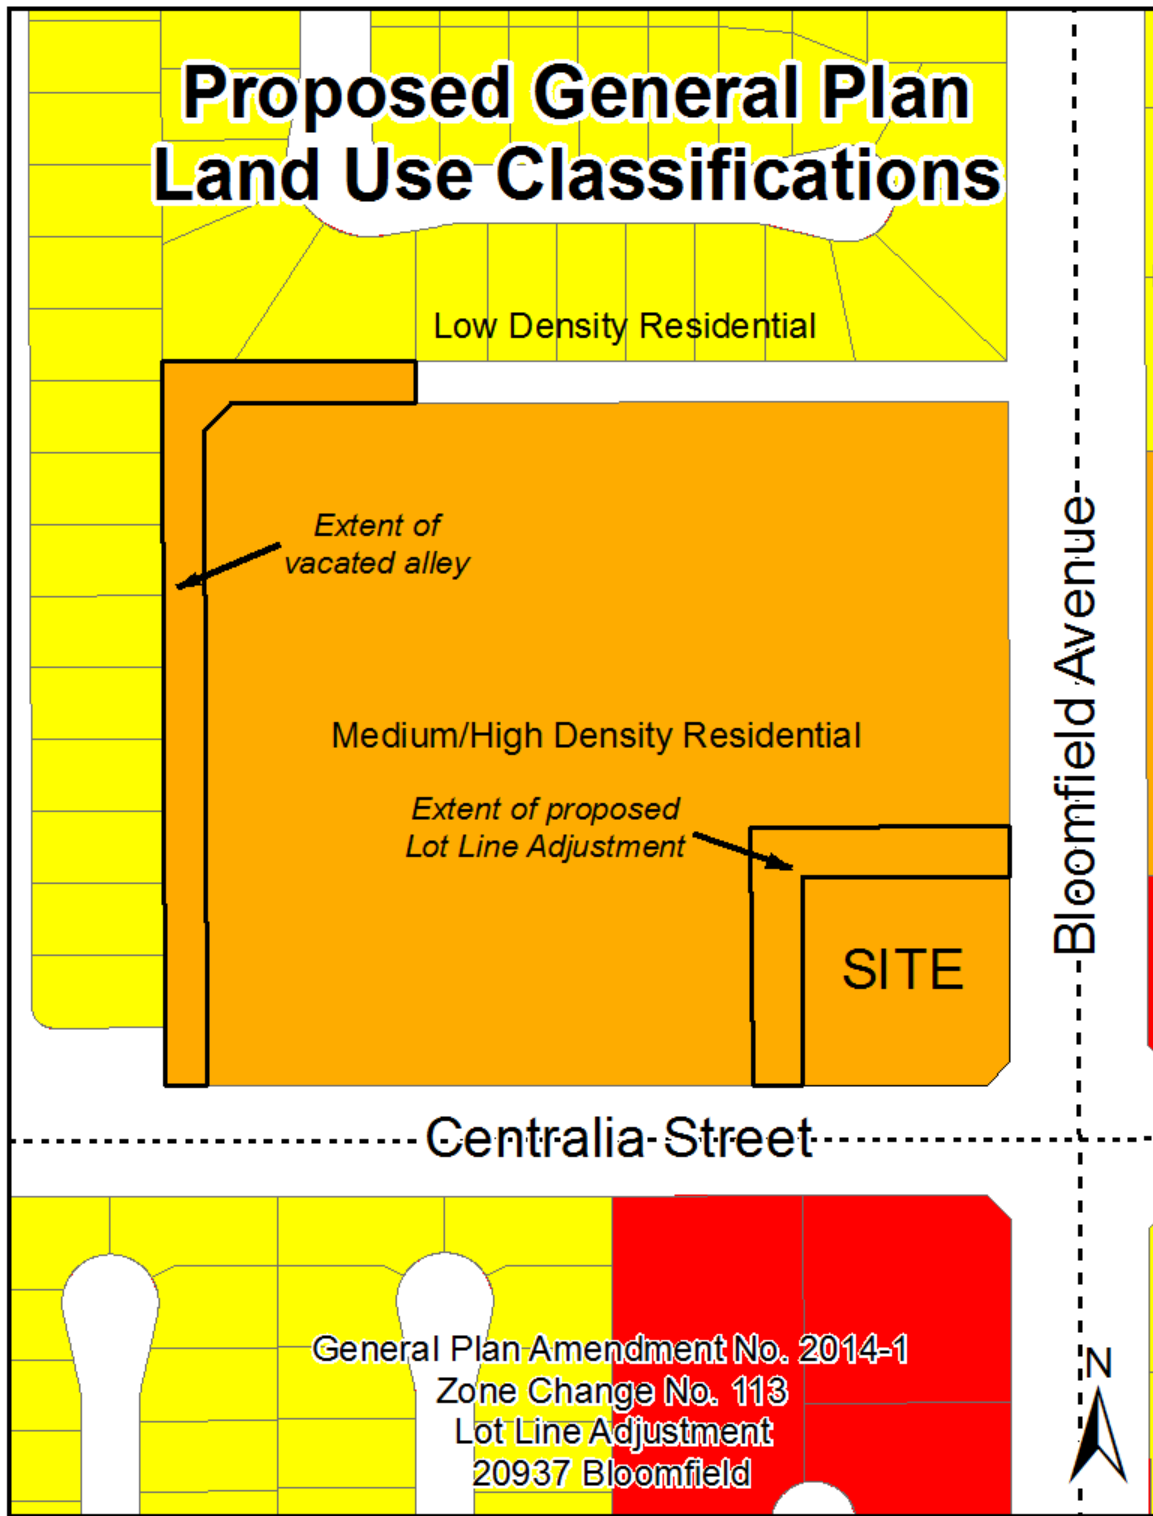 Proposed General Plan
Land Use Classifications
Low Density Residential
Extent of
vacated alley
Medium/High Density Residential
Extent of proposed
Lot Line Adjustment
SITE
Bloomfield Avenue
Centralia Street
General Plan Amendment No. 2014-1
Zone Change No. 113
Lot Line Adjustment
20937 Bloomfield
N